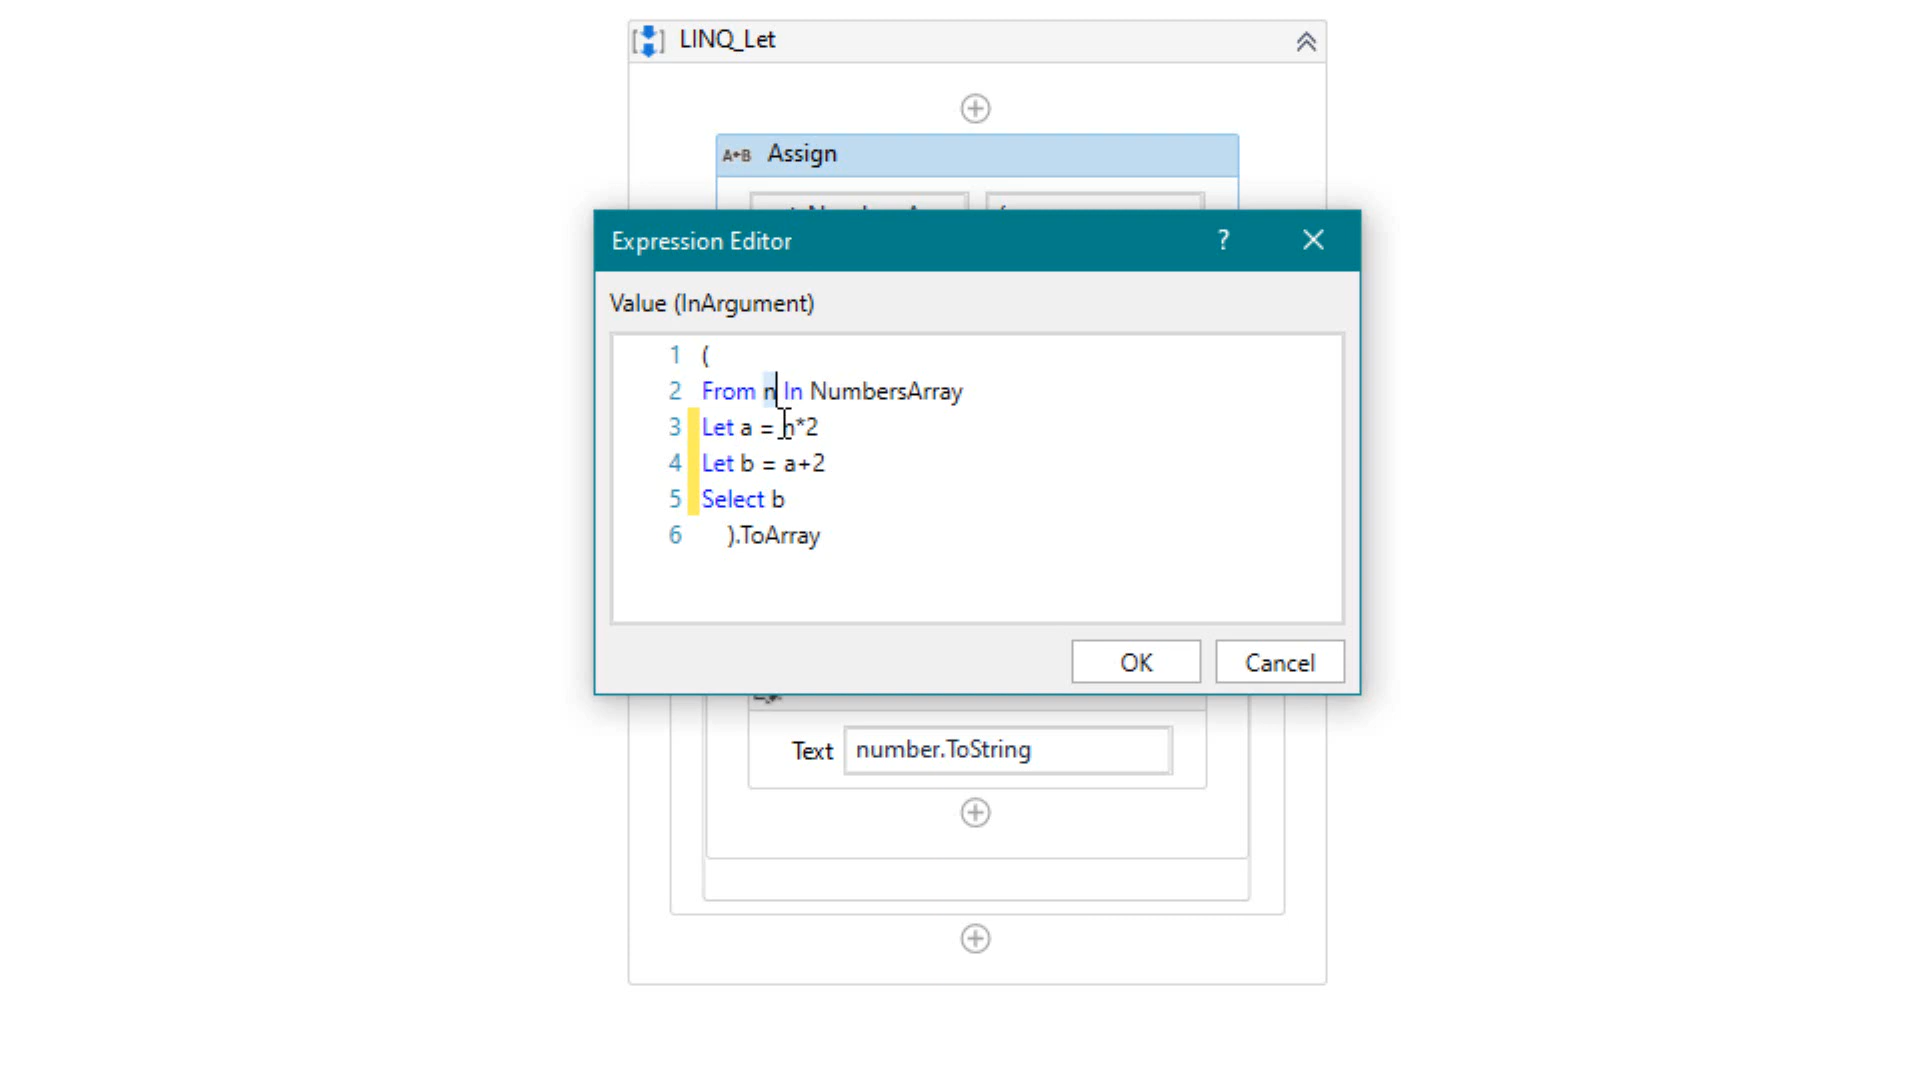 LINQ_Let
A+B Assign
Expression Editor ?
Value (InArgument)
1 (
2 From n In NumbersArray
3 Let a = n*2
4 Let b = a+2
5 Select b
6 ).ToArray
OK Cancel
Text number.ToString